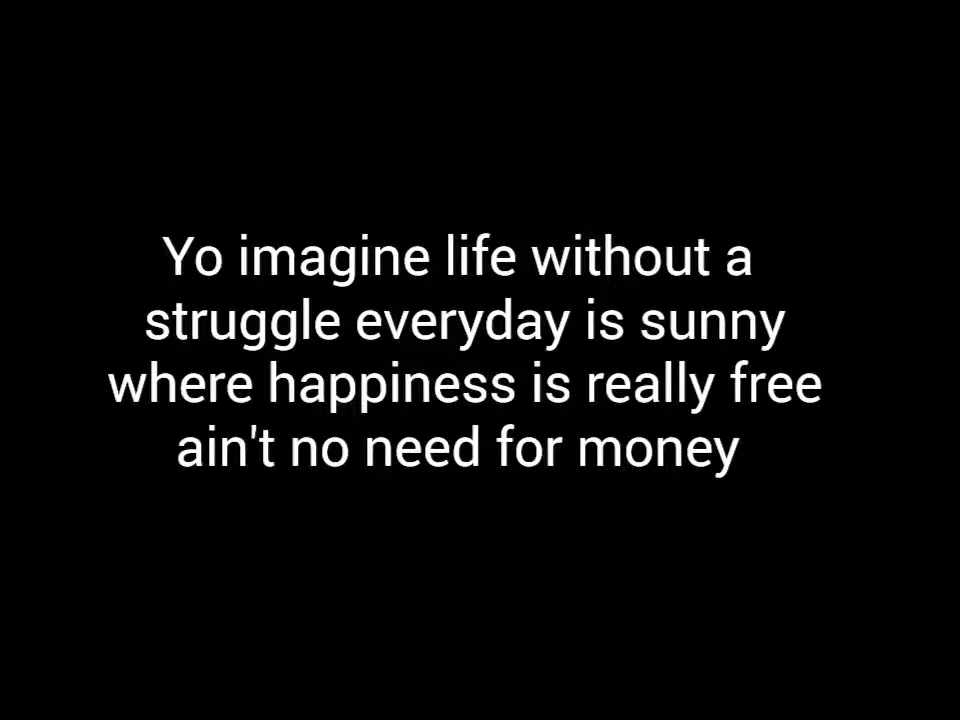 Yo imagine life without a
struggle everyday is sunny
where happiness is really free
ain't no need for money